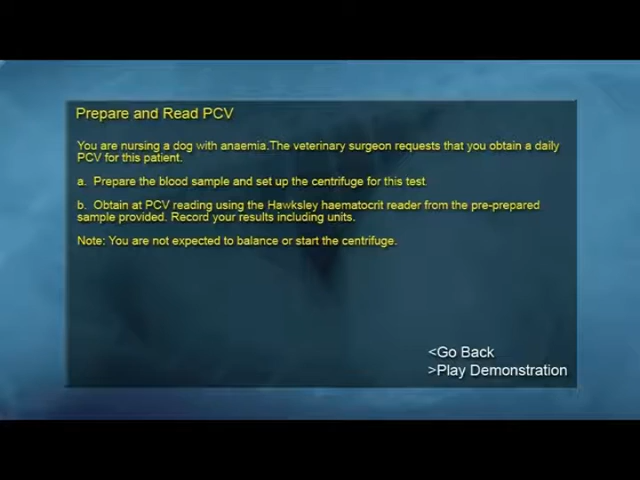 Prepare and Read PCV
You are nursing a dog with anaemia.The veterinary surgeon requests that you obtain a daily
PCV for this patient.
a. Prepare the blood sample and set up the centrifuge for this test
b. Obtain at PCV reading using the Hawksley haematocrit reader from the pre-prepared
sample provided. Record your results including units.
Note: You are not expected to balance or start the centrifuge.
<Go Back
>Play Demonstration